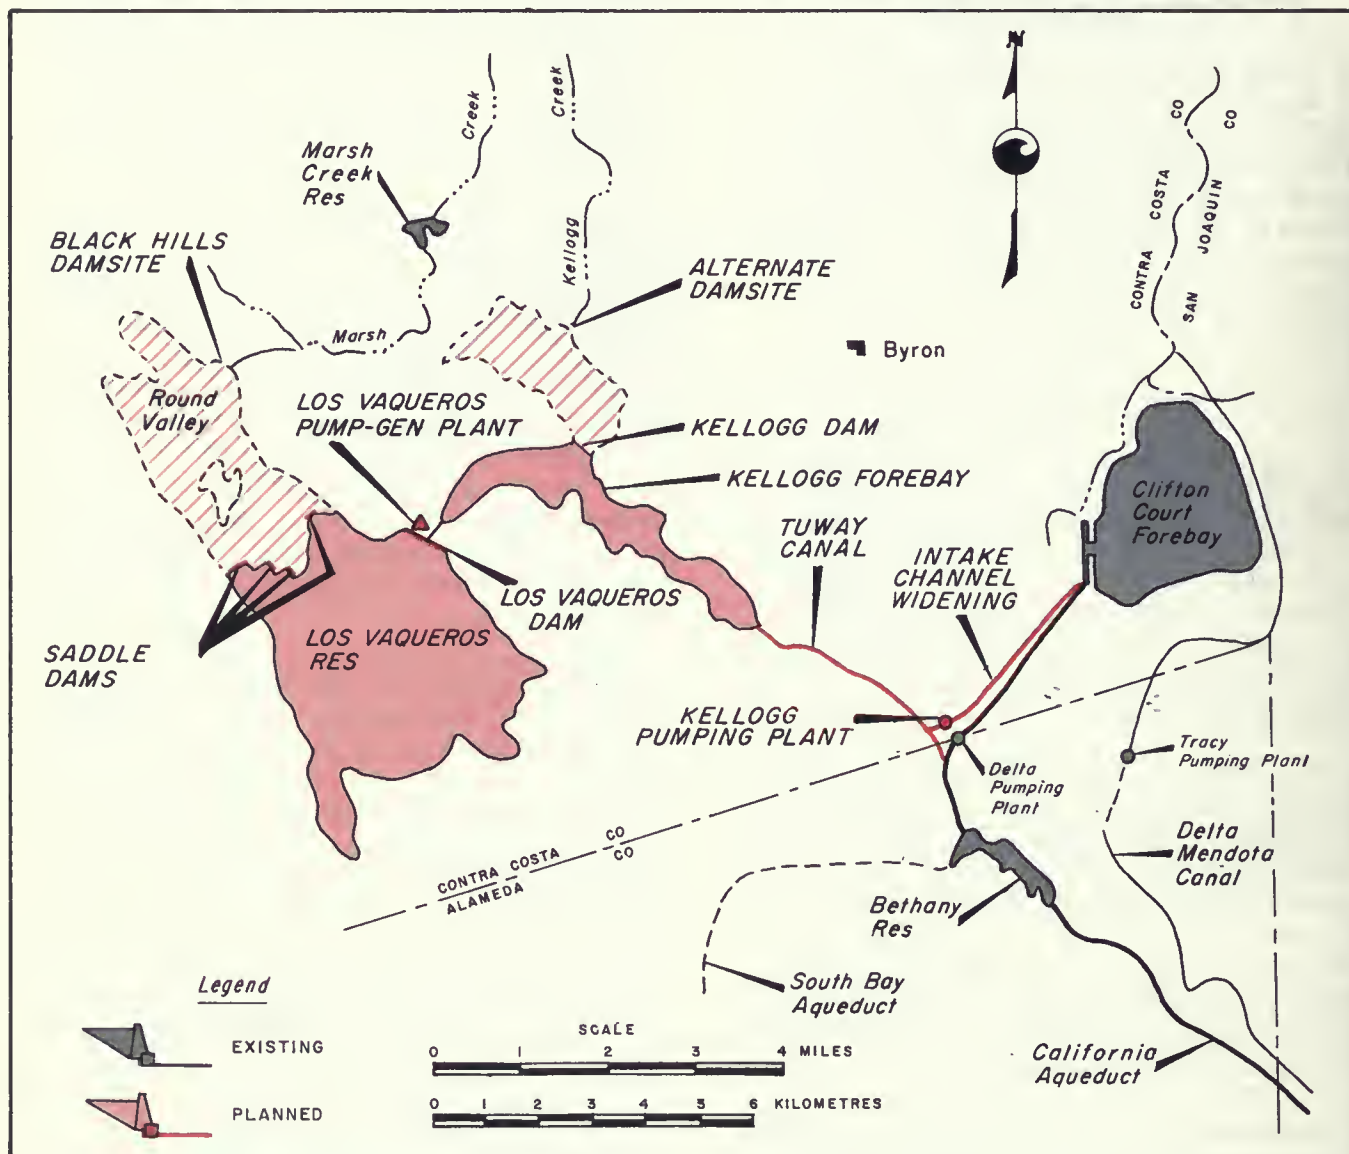 N
Creek
Creek
CO
CO
CONTRA COSTA
SAN JOAQUIN
Marsh
Creek
Res
Kellogg
BLACK HILLS
DAMSITE
ALTERNATE
DAMSITE
Marsh
Byron
Round
Valley
LOS VAQUEROS
PUMP-GEN PLANT
KELLOGG DAM
KELLOGG FOREBAY
Clifton
Court
Forebay
TUWAY
CANAL
INTAKE
CHANNEL
WIDENING
LOS VAQUEROS
DAM
LOS VAQUEROS
RES
SADDLE
DAMS
KELLOGG
PUMPING PLANT
Tracy
Pumping Plant
Delta
Pumping
Plant
Delta
Mendota
Canal
CONTRA COSTA CO
ALAMEDA CO
Bethany
Res
South Bay
Aqueduct
California
Aqueduct
Legend
EXISTING
PLANNED
SCALE
0 1 2 3 4 MILES
0 1 2 3 4 5 6 KILOMETRES